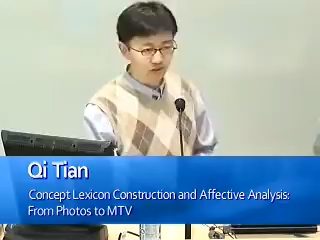 Qi Tian
Concept Lexicon Construction and Affective Analysis:
From Photos to MTV